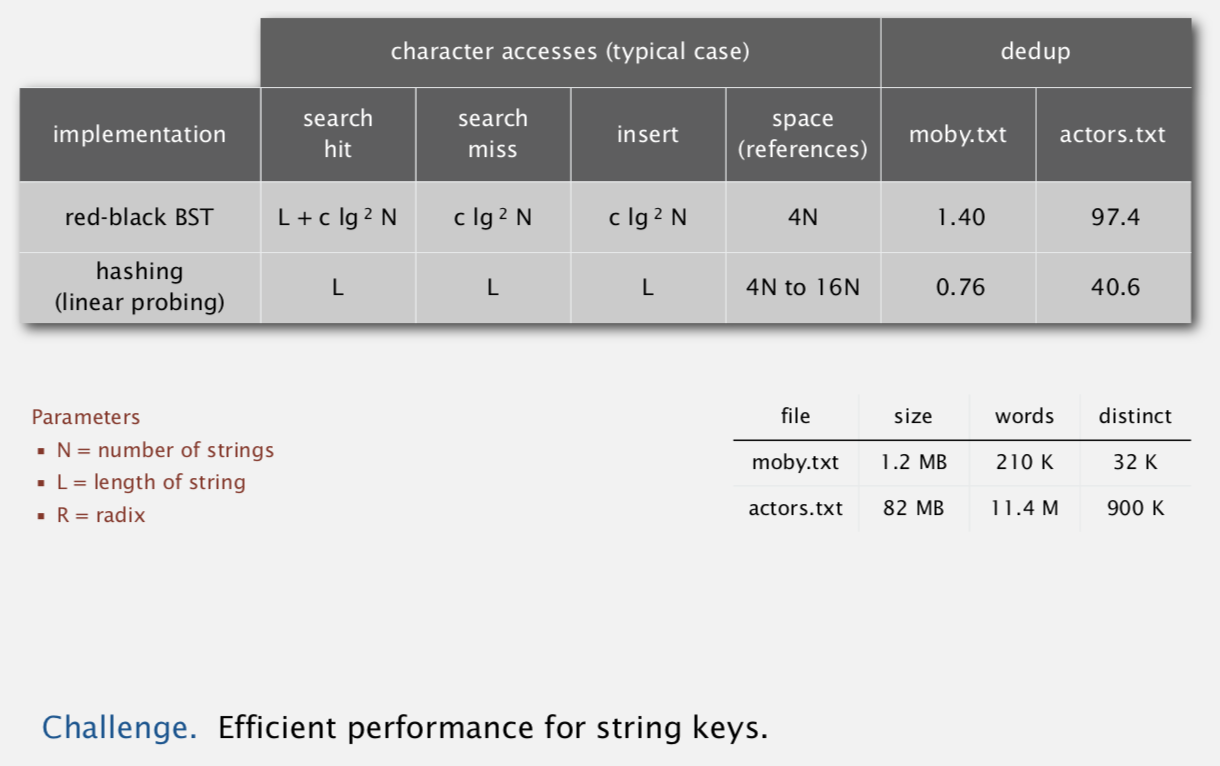 character accesses (typical case) dedup
implementation search hit search miss insert space (references) moby.txt actors.txt
red-black BST L + c lg ² N c lg ² N c lg ² N 4N 1.40 97.4
hashing (linear probing) L L L 4N to 16N 0.76 40.6
Parameters
▪ N = number of strings
▪ L = length of string
▪ R = radix
file size words distinct
moby.txt 1.2 MB 210 K 32 K
actors.txt 82 MB 11.4 M 900 K
Challenge. Efficient performance for string keys.